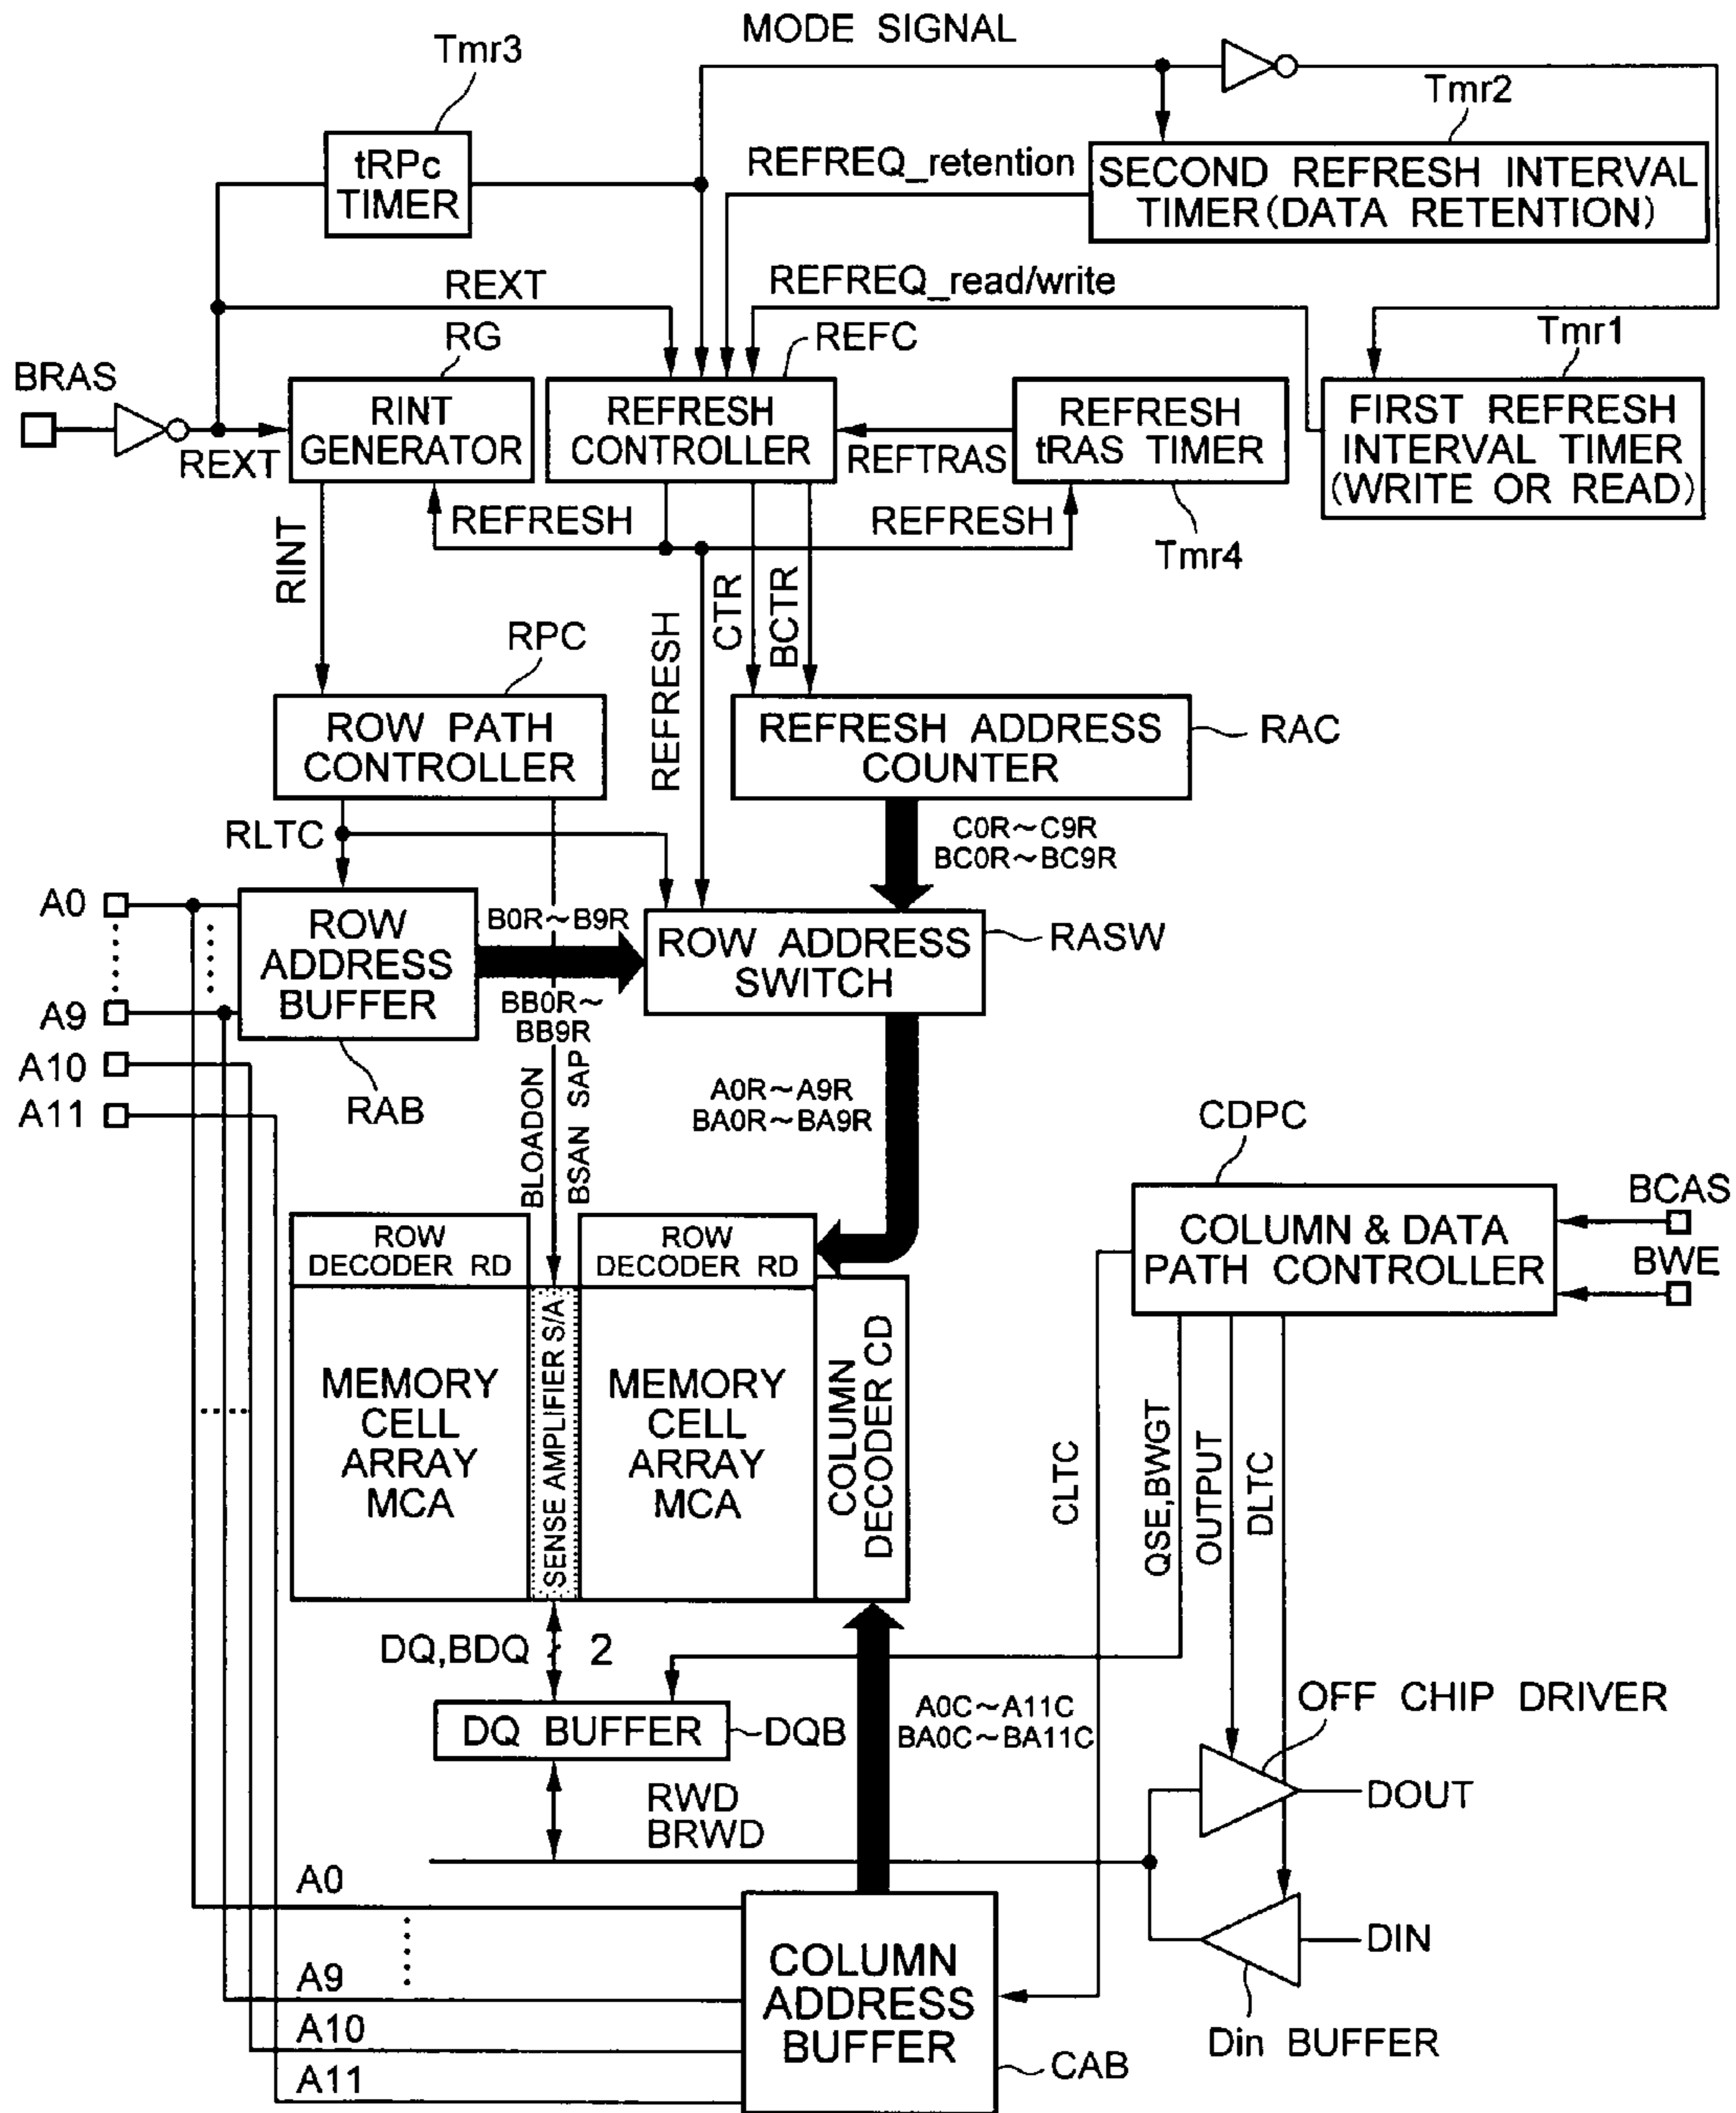 MODE SIGNAL
Tmr3
Tmr2
tRPc
TIMER
REFREQ_retention
SECOND REFRESH INTERVAL
TIMER(DATA RETENTION)
REXT
REFREQ_read/write
RG
REFC
Tmr1
BRAS
REXT
RINT
GENERATOR
REFRESH
CONTROLLER
REFTRAS
REFRESH
tRAS TIMER
FIRST REFRESH
INTERVAL TIMER
(WRITE OR READ)
REFRESH
REFRESH
Tmr4
RINT
REFRESH
CTR
BCTR
RPC
ROW PATH
CONTROLLER
REFRESH ADDRESS
COUNTER
RAC
RLTC
C0R~C9R
BC0R~BC9R
A0
A9
A10
A11
ROW
ADDRESS
BUFFER
RAB
B0R~B9R
BB0R~
BB9R
ROW ADDRESS
SWITCH
RASW
BLOADON
BSAN SAP
A0R~A9R
BA0R~BA9R
CDPC
COLUMN & DATA
PATH CONTROLLER
BCAS
BWE
ROW
DECODER RD
ROW
DECODER RD
MEMORY
CELL
ARRAY
MCA
SENSE AMPLIFIER S/A
MEMORY
CELL
ARRAY
MCA
COLUMN
DECODER CD
CLTC
QSE,BWGT
OUTPUT
DLTC
DQ,BDQ
2
DQ BUFFER
DQB
A0C~A11C
BA0C~BA11C
OFF CHIP DRIVER
RWD
BRWD
DOUT
A0
A9
A10
A11
COLUMN
ADDRESS
BUFFER
CAB
DIN
Din BUFFER